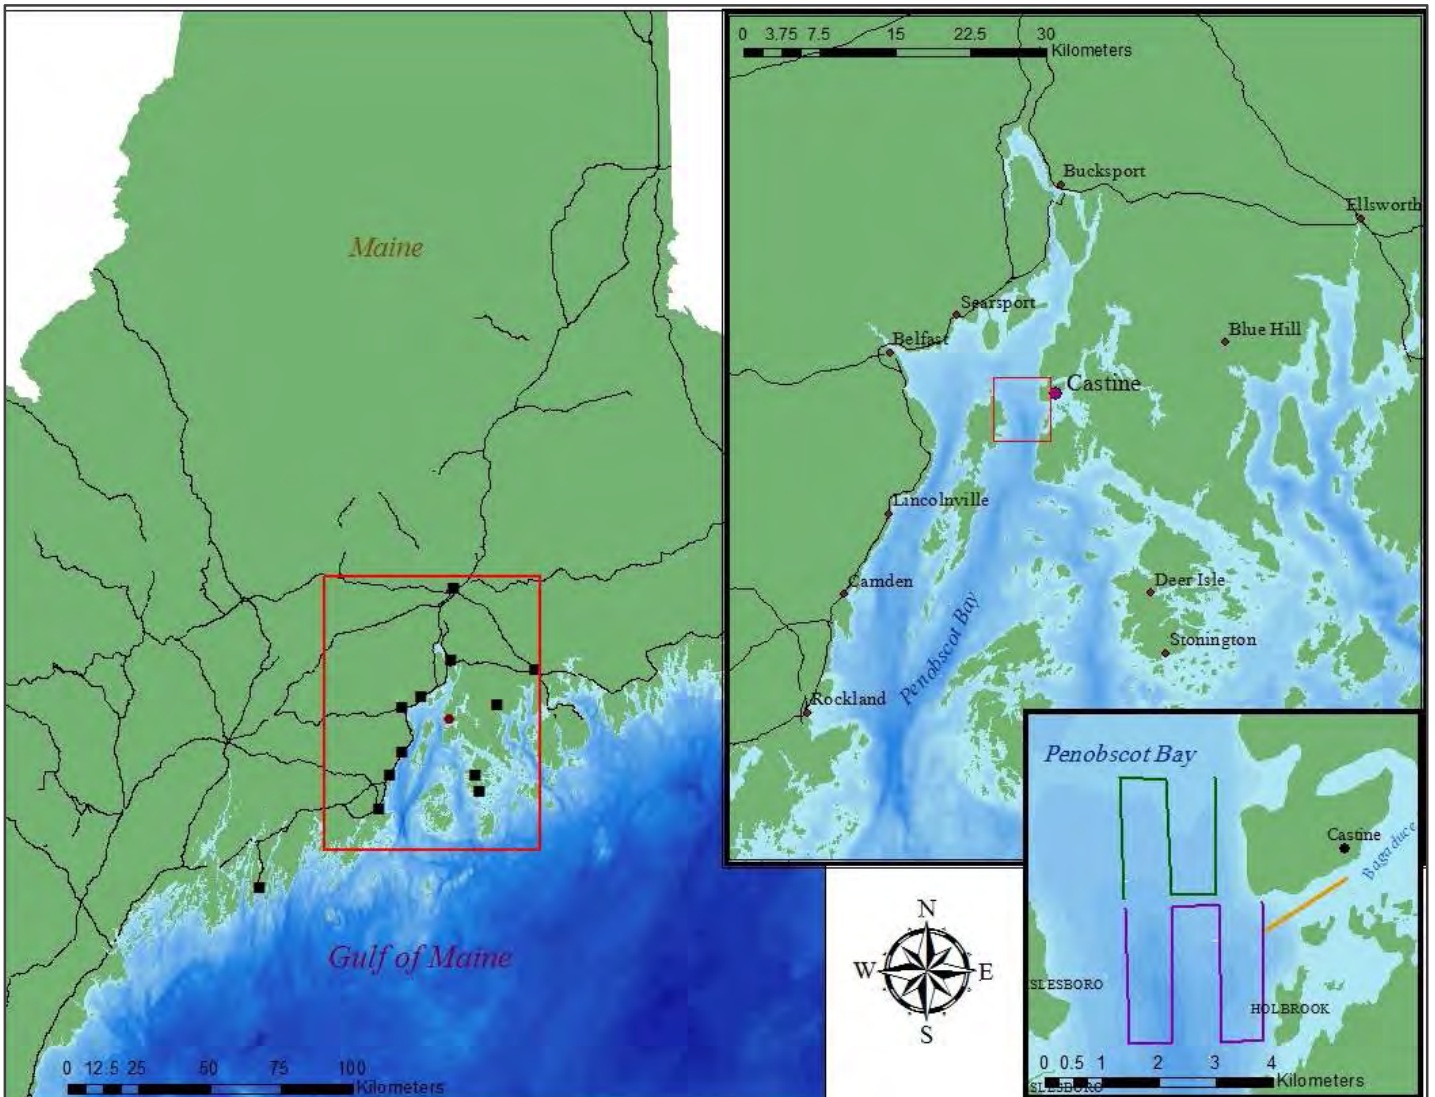 Maine
Gulf of Maine
0 12.5 25 50 75 100
Kilometers
0 3.75 7.5 15 22.5 30
Kilometers
Bucksport
Ellsworth
Searsport
Belfast
Blue Hill
Castine
Lincolnville
Camden
Deer Isle
Stonington
Penobscot Bay
Rockland
N
W E
S
Penobscot Bay
Castine
Bagaduce
SLESBORO
HOLBROOK
0 0.5 1 2 3 4
Kilometers
SLESBORO